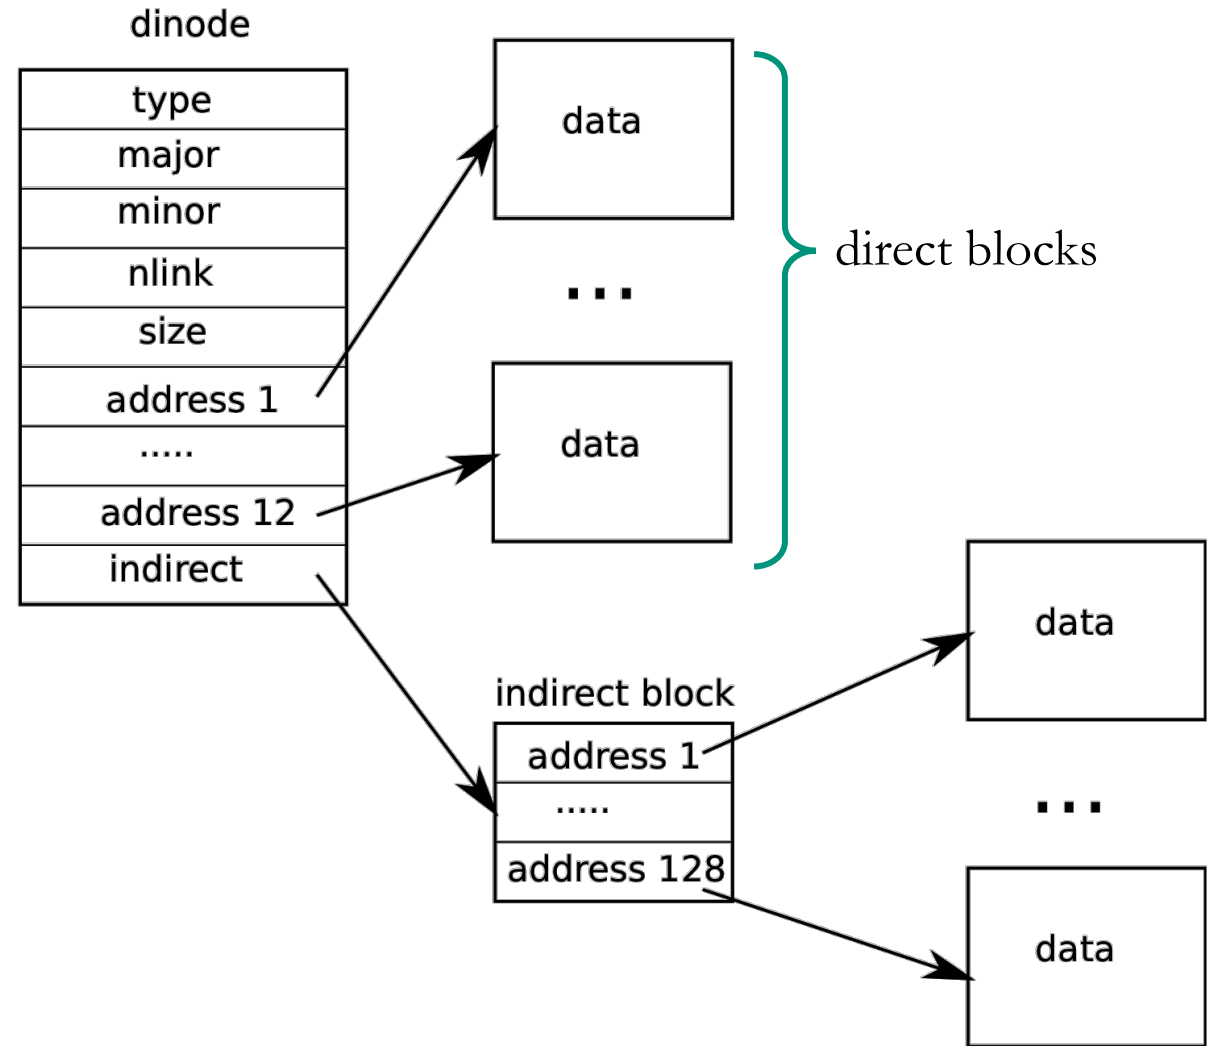 dinode
type
major
minor
nlink
size
address 1
.....
address 12
indirect
data
...
data
direct blocks
indirect block
address 1
.....
address 128
data
...
data